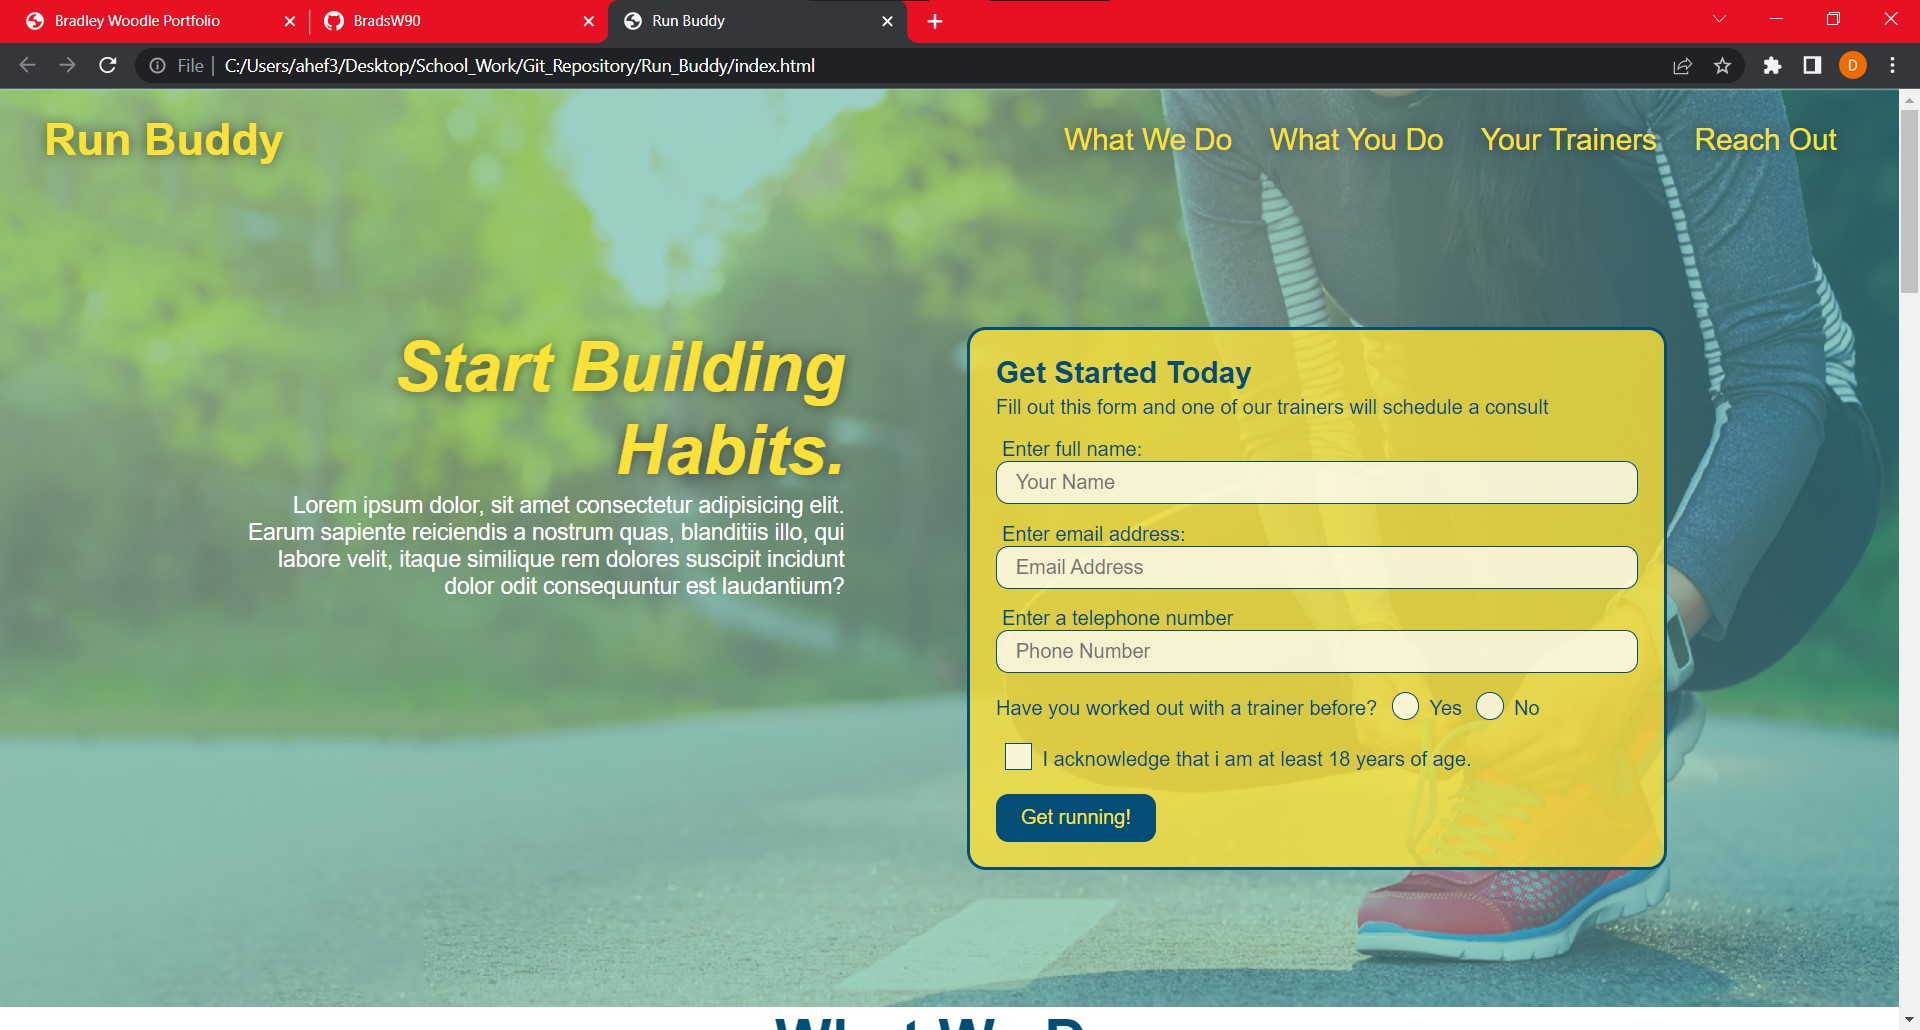 Bradley Woodle Portfolio
BradsW90
Run Buddy
File
C:/Users/ahef3/Desktop/School_Work/Git_Repository/Run_Buddy/index.html
D
Run Buddy
What We Do
What You Do
Your Trainers
Reach Out
Start Building
Habits.
Lorem ipsum dolor, sit amet consectetur adipisicing elit.
Earum sapiente reiciendis a nostrum quas, blanditiis illo, qui
labore velit, itaque similique rem dolores suscipit incidunt
dolor odit consequuntur est laudantium?
Get Started Today
Fill out this form and one of our trainers will schedule a consult
Enter full name:
Your Name
Enter email address:
Email Address
Enter a telephone number
Phone Number
Have you worked out with a trainer before? Yes No
I acknowledge that i am at least 18 years of age.
Get running!
What We D